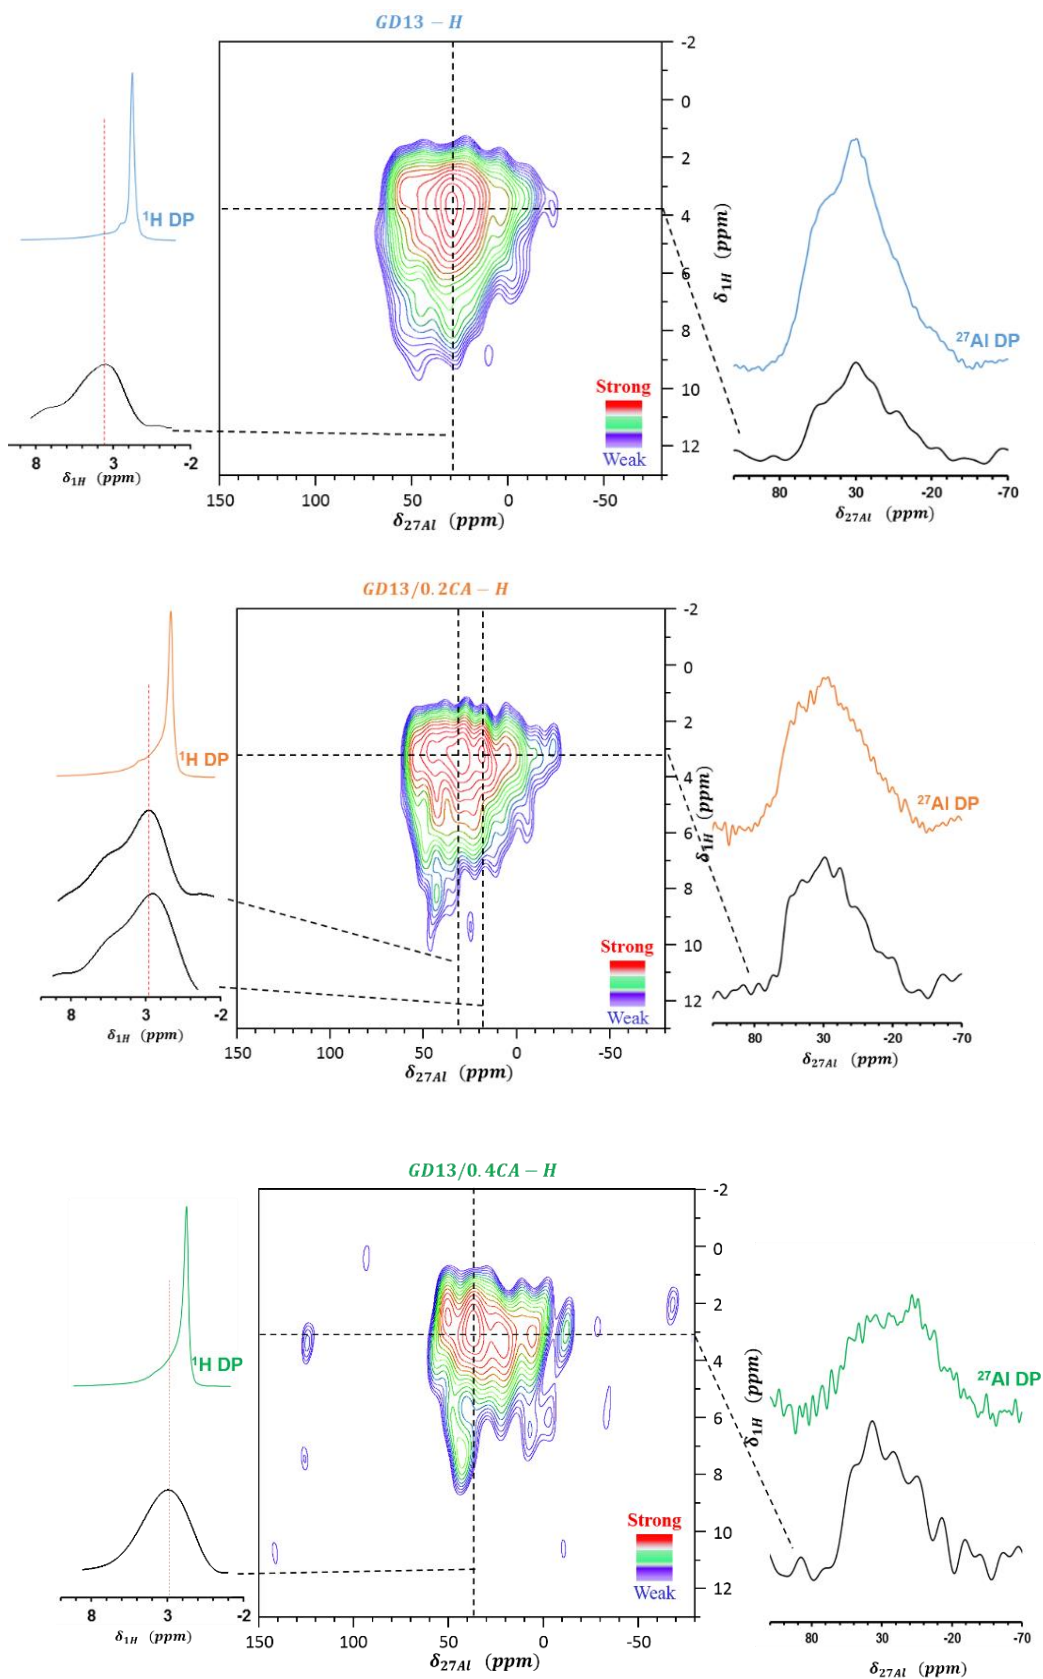 GD13 − H
-2
0
2
4
6
8
10
12
δ1H (ppm)
¹H DP
²⁷Al DP
Strong
Weak
8 3 -2
δ1H (ppm)
150 100 50 0 -50
δ27Al (ppm)
80 30 -20 -70
δ27Al (ppm)
GD13/0.2CA − H
-2
0
2
4
6
8
10
12
δ1H (ppm)
¹H DP
²⁷Al DP
Strong
Weak
8 3 -2
δ1H (ppm)
150 100 50 0 -50
δ27Al (ppm)
80 30 -20 -70
δ27Al (ppm)
GD13/0.4CA − H
-2
0
2
4
6
8
10
12
δ1H (ppm)
¹H DP
²⁷Al DP
Strong
Weak
8 3 -2
δ1H (ppm)
150 100 50 0 -50
δ27Al (ppm)
80 30 -20 -70
δ27Al (ppm)